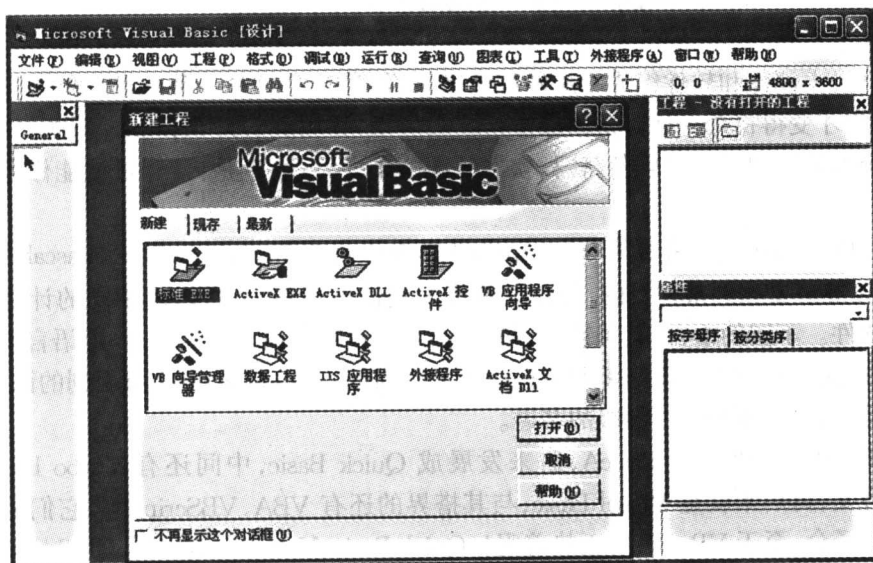 Microsoft Visual Basic [设计]
文件(F) 编辑(E) 视图(V) 工程(P) 格式(O) 调试(D) 运行(R) 查询(U) 图表(I) 工具(T) 外接程序(A) 窗口(W) 帮助(H)
0, 0 4800 x 3600
General
工程 - 没有打开的工程
新建工程
Microsoft
Visual Basic
新建 现存 最新
标准 EXE ActiveX EXE ActiveX DLL ActiveX 控件 VB 应用程序向导
VB 向导管理器 数据工程 IIS 应用程序 外接程序 ActiveX 文档 Dll
属性
按字母序 按分类序
打开(O)
取消
帮助(H)
不再显示这个对话框(V)